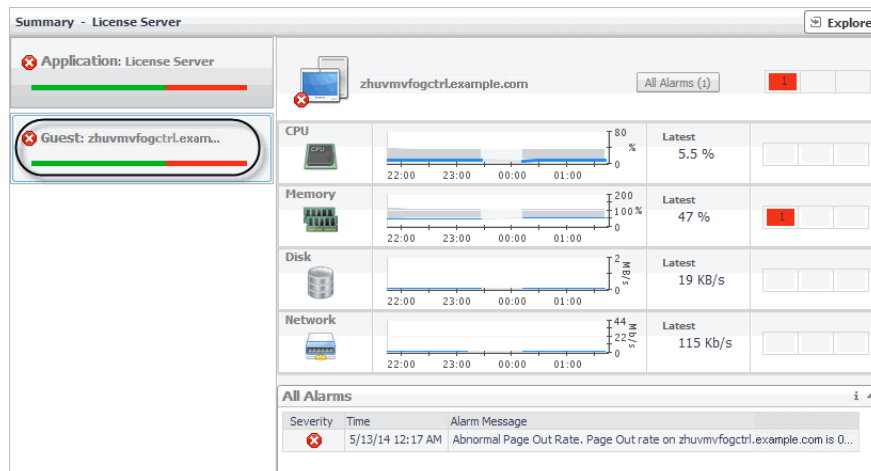 Summary - License Server
Explore
Application: License Server
Guest: zhuvmvfogctrl.exam...
zhuvmvfogctrl.example.com
All Alarms (1)
1
CPU
CPU
80
%
0
22:00 23:00 00:00 01:00
Latest
5.5 %
Memory
200
100 %
0
22:00 23:00 00:00 01:00
Latest
47 %
1
Disk
2
MB/s
0
22:00 23:00 00:00 01:00
Latest
19 KB/s
Network
44
22
Mb/s
0
22:00 23:00 00:00 01:00
Latest
115 Kb/s
All Alarms
i
Severity Time Alarm Message
5/13/14 12:17 AM Abnormal Page Out Rate. Page Out rate on zhuvmvfogctrl.example.com is 0...